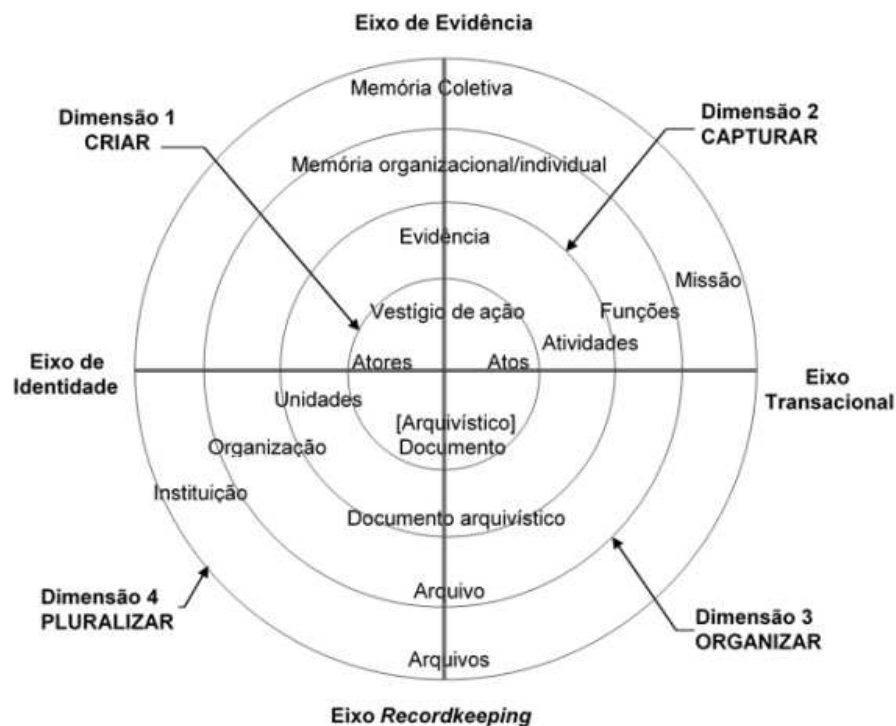 Eixo de Evidência
Memória Coletiva
Dimensão 1
CRIAR
Dimensão 2
CAPTURAR
Memória organizacional/individual
Evidência
Missão
Vestígio de ação
Funções
Atividades
Eixo de
Identidade
Atores
Atos
Eixo
Transacional
Unidades
[Arquivístico]
Documento
Organização
Instituição
Documento arquivístico
Arquivo
Dimensão 4
PLURALIZAR
Dimensão 3
ORGANIZAR
Arquivos
Eixo Recordkeeping